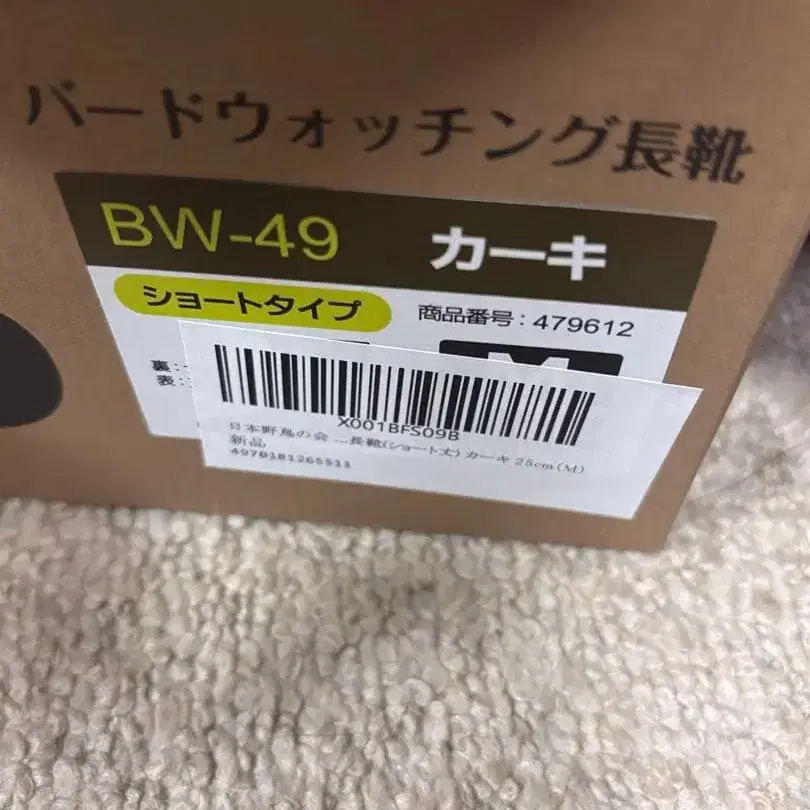 バードウォッチング長靴
BW-49 カーキ
ショートタイプ
商品番号:479612
M
裏:
表:
X001BFS09B
日本野鳥の会 ...長靴(ショート丈) カーキ 25cm(M)
新品
4970181265511